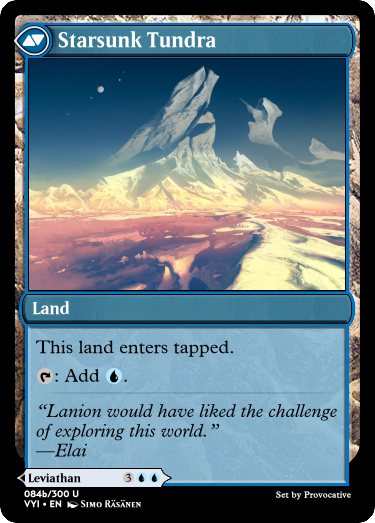 Starsunk Tundra
Land
This land enters tapped.
: Add .
“Lanion would have liked the challenge
of exploring this world.”
—Elai
Leviathan 3
084b/300 U
VYI • EN Simo Räsänen
Set by Provocative